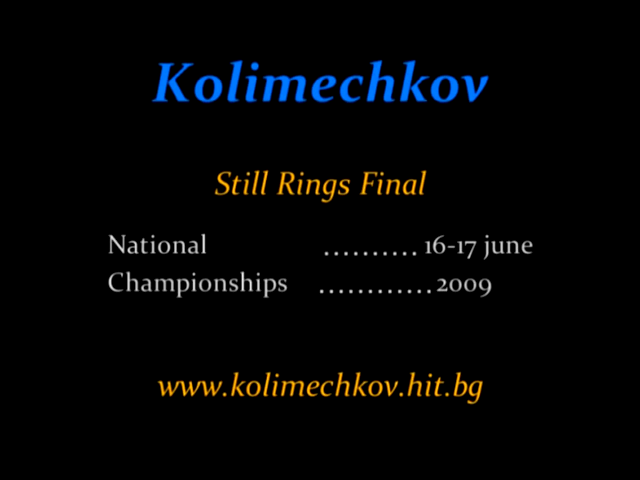 Kolimechkov
Still Rings Final
National .......... 16-17 june
Championships ............ 2009
www.kolimechkov.hit.bg